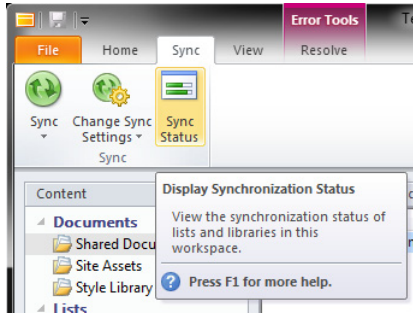 Error Tools
File Home Sync View Resolve
Sync Change Sync Sync
Settings Status
Sync
Content Display Synchronization Status
Documents View the synchronization status of
Shared Docu lists and libraries in this
Site Assets workspace.
Style Library Press F1 for more help.
Lists